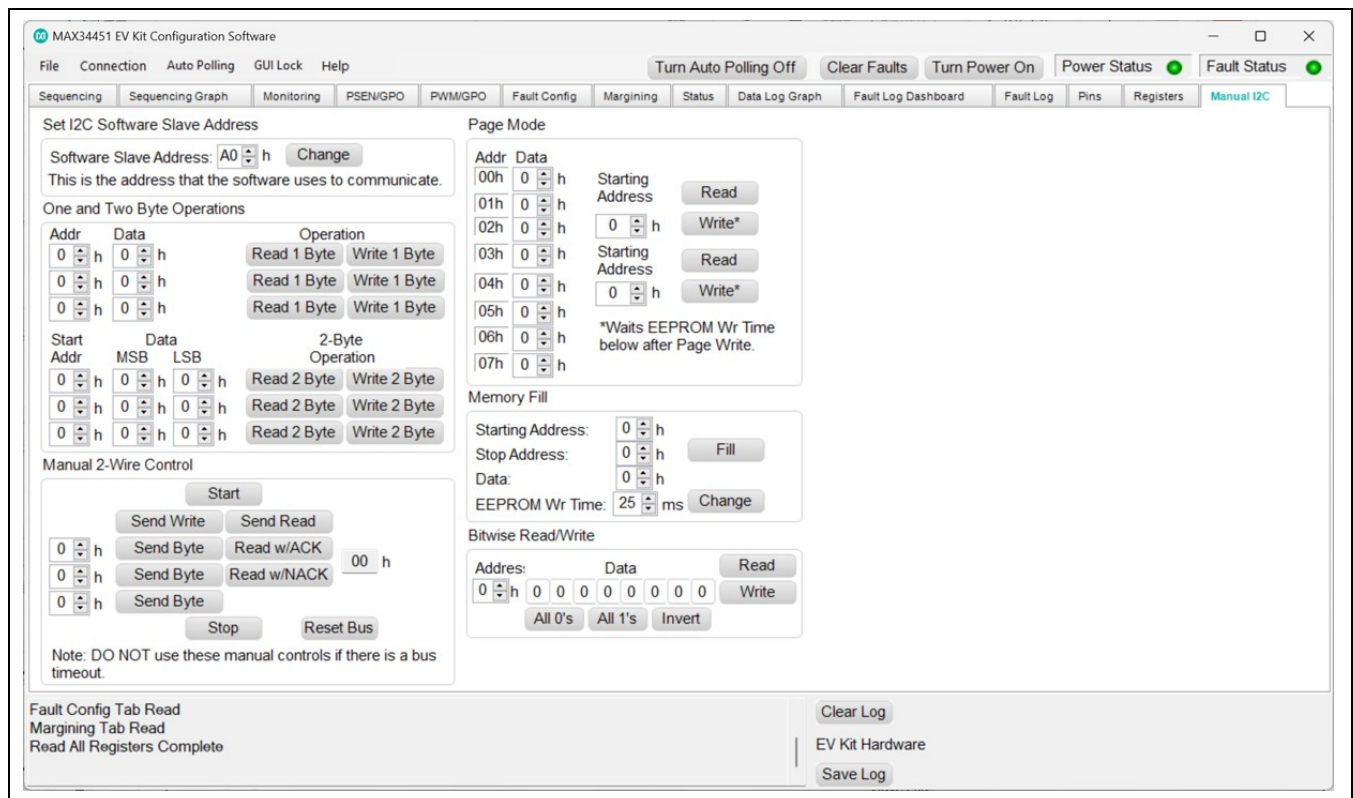 MAX34451 EV Kit Configuration Software
File Connection Auto Polling GUI Lock Help Turn Auto Polling Off Clear Faults Turn Power On Power Status Fault Status
Sequencing Sequencing Graph Monitoring PSEN/GPO PWM/GPO Fault Config Margining Status Data Log Graph Fault Log Dashboard Fault Log Pins Registers Manual I2C
Set I2C Software Slave Address
Software Slave Address: A0 h Change
This is the address that the software uses to communicate.
One and Two Byte Operations
Addr Data Operation
0 h 0 h Read 1 Byte Write 1 Byte
0 h 0 h Read 1 Byte Write 1 Byte
0 h 0 h Read 1 Byte Write 1 Byte
Start Data 2-Byte
Addr MSB LSB Operation
0 h 0 h 0 h Read 2 Byte Write 2 Byte
0 h 0 h 0 h Read 2 Byte Write 2 Byte
0 h 0 h 0 h Read 2 Byte Write 2 Byte
Manual 2-Wire Control
Start
Send Write Send Read
0 h Send Byte Read w/ACK
00 h
0 h Send Byte Read w/NACK
0 h Send Byte
Stop Reset Bus
Note: DO NOT use these manual controls if there is a bus
timeout.
Page Mode
Addr Data
00h 0 h
01h 0 h
02h 0 h
03h 0 h
04h 0 h
05h 0 h
06h 0 h
07h 0 h
Starting
Address
0 h
Read
Write*
Starting
Address
0 h
Read
Write*
*Waits EEPROM Wr Time
below after Page Write.
Memory Fill
Starting Address: 0 h
Stop Address: 0 h Fill
Data: 0 h
EEPROM Wr Time: 25 ms Change
Bitwise Read/Write
Addres: Data Read
0 h 0 0 0 0 0 0 0 0 Write
All 0's All 1's Invert
Fault Config Tab Read
Margining Tab Read
Read All Registers Complete
Clear Log
EV Kit Hardware
Save Log